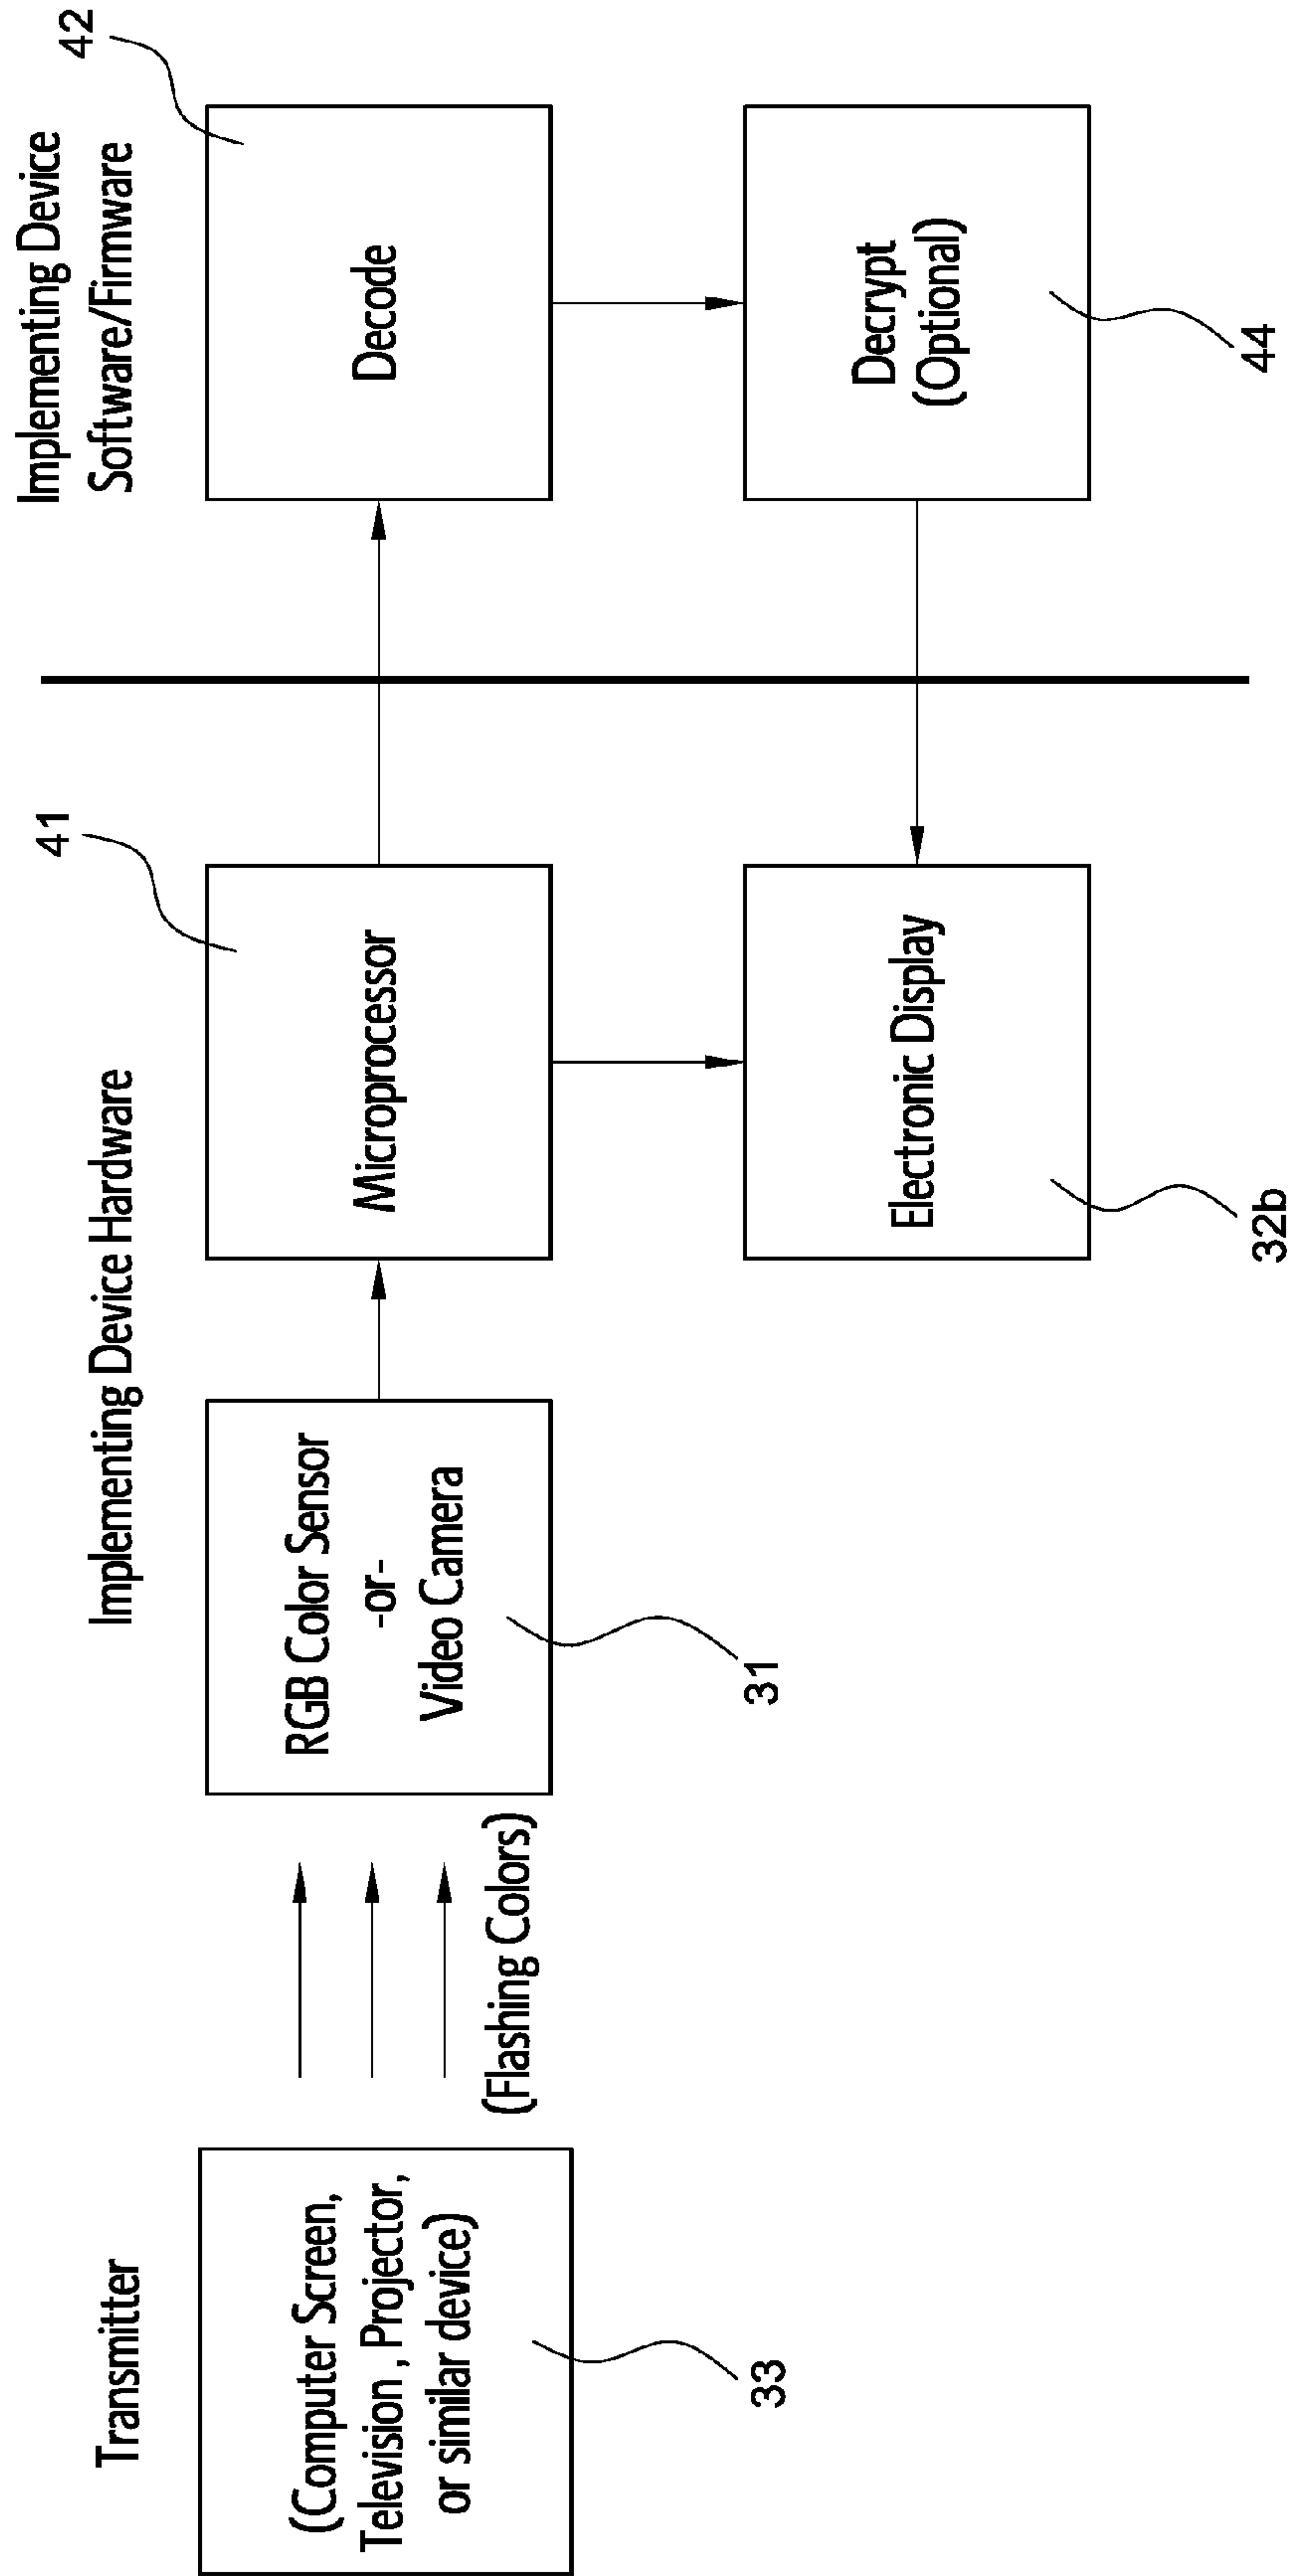 Transmitter
(Computer Screen,
Television , Projector,
or similar device)
33
(Flashing Colors)
Implementing Device Hardware
RGB Color Sensor
-or-
Video Camera
31
41
Microprocessor
Electronic Display
32b
Implementing Device
Software/Firmware
42
Decode
Decrypt
(Optional)
44